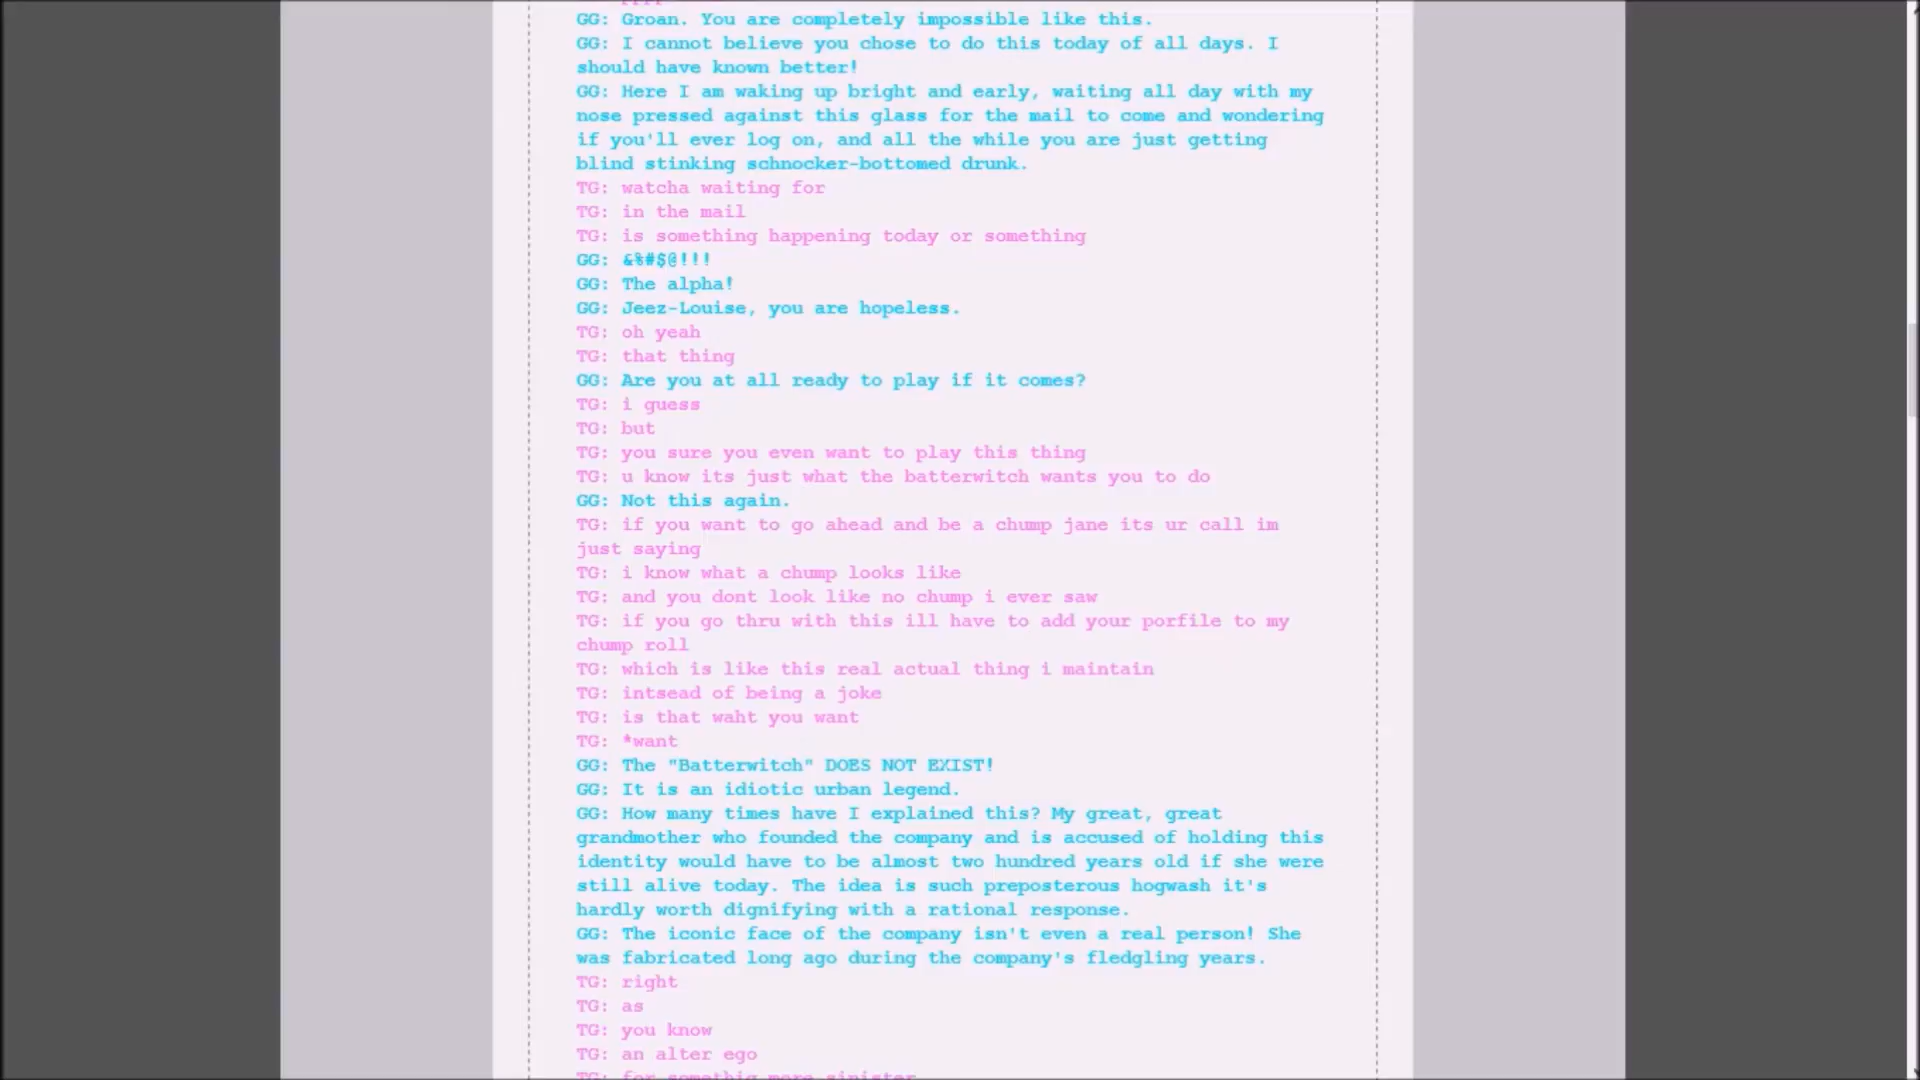 GG: Groan. You are completely impossible like this.
GG: I cannot believe you chose to do this today of all days. I
should have known better!
GG: Here I am waking up bright and early, waiting all day with my
nose pressed against this glass for the mail to come and wondering
if you'll ever log on, and all the while you are just getting
blind stinking schnocker-bottomed drunk.
TG: watcha waiting for
TG: in the mail
TG: is something happening today or something
GG: &%#$@!!!
GG: The alpha!
GG: Jeez-Louise, you are hopeless.
TG: oh yeah
TG: that thing
GG: Are you at all ready to play if it comes?
TG: i guess
TG: but
TG: you sure you even want to play this thing
TG: u know its just what the batterwitch wants you to do
GG: Not this again.
TG: if you want to go ahead and be a chump jane its ur call im
just saying
TG: i know what a chump looks like
TG: and you dont look like no chump i ever saw
TG: if you go thru with this ill have to add your porfile to my
chump roll
TG: which is like this real actual thing i maintain
TG: intsead of being a joke
TG: is that waht you want
TG: *want
GG: The "Batterwitch" DOES NOT EXIST!
GG: It is an idiotic urban legend.
GG: How many times have I explained this? My great, great
grandmother who founded the company and is accused of holding this
identity would have to be almost two hundred years old if she were
still alive today. The idea is such preposterous hogwash it's
hardly worth dignifying with a rational response.
GG: The iconic face of the company isn't even a real person! She
was fabricated long ago during the company's fledgling years.
TG: right
TG: as
TG: you know
TG: an alter ego
TG: for somethig more sinister